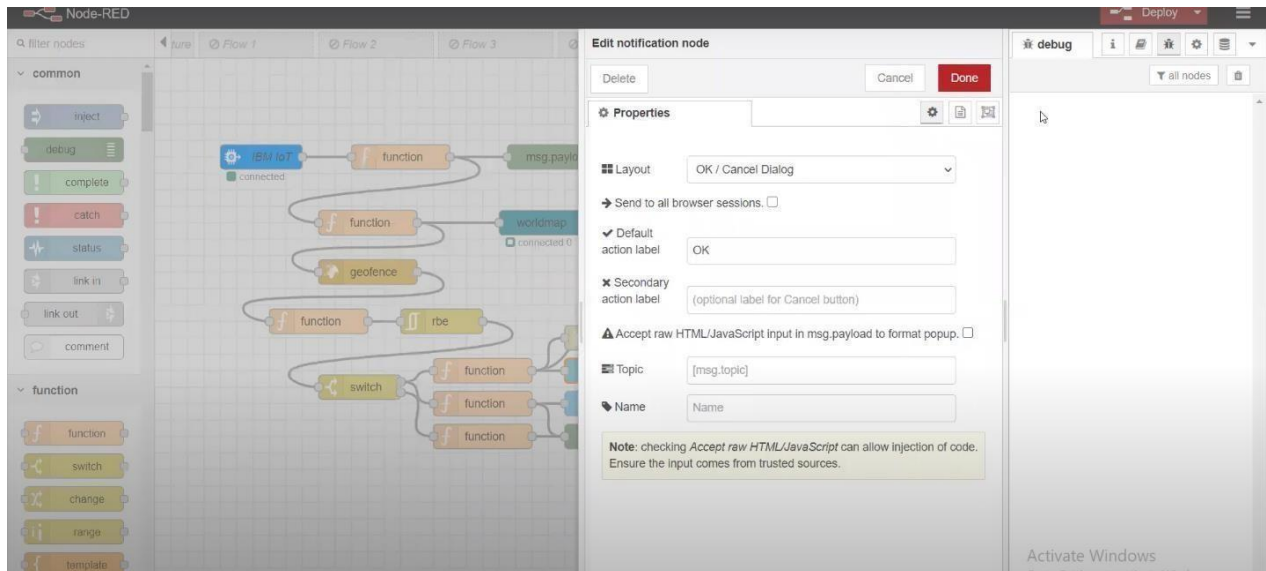 Node-RED
Deploy
filter nodes
ture
Flow 1
Flow 2
Flow 3
common
inject
debug
complete
catch
status
link in
link out
comment
function
function
switch
change
range
template
IBM IoT
connected
function
msg.paylo
function
worldmap
connected 0
geofence
function
rbe
switch
function
function
function
Edit notification node
Delete
Cancel
Done
Properties
Layout
OK / Cancel Dialog
Send to all browser sessions.
Default
action label
OK
Secondary
action label
(optional label for Cancel button)
Accept raw HTML/JavaScript input in msg.payload to format popup.
Topic
[msg.topic]
Name
Name
Note: checking Accept raw HTML/JavaScript can allow injection of code.
Ensure the input comes from trusted sources.
debug
i
all nodes
Activate Windows